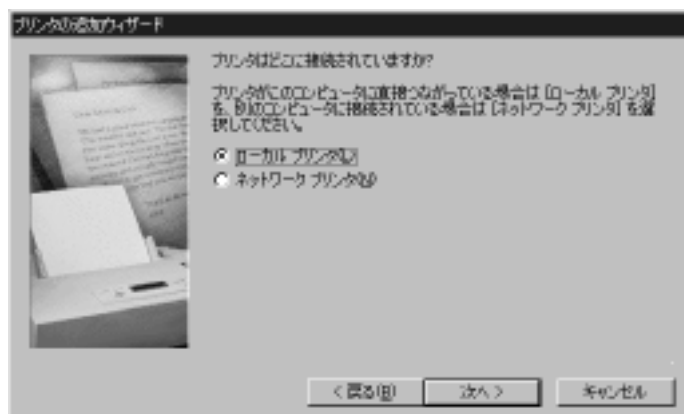 プリンタの追加ウィザード
プリンタはどこに接続されていますか?
プリンタがこのコンピュータに直接つながっている場合は [ローカル プリンタ]
を、別のコンピュータに接続されている場合は [ネットワーク プリンタ] を選
択してください。
ローカル プリンタ(L)
ネットワーク プリンタ(N)
< 戻る(B)
次へ >
キャンセル